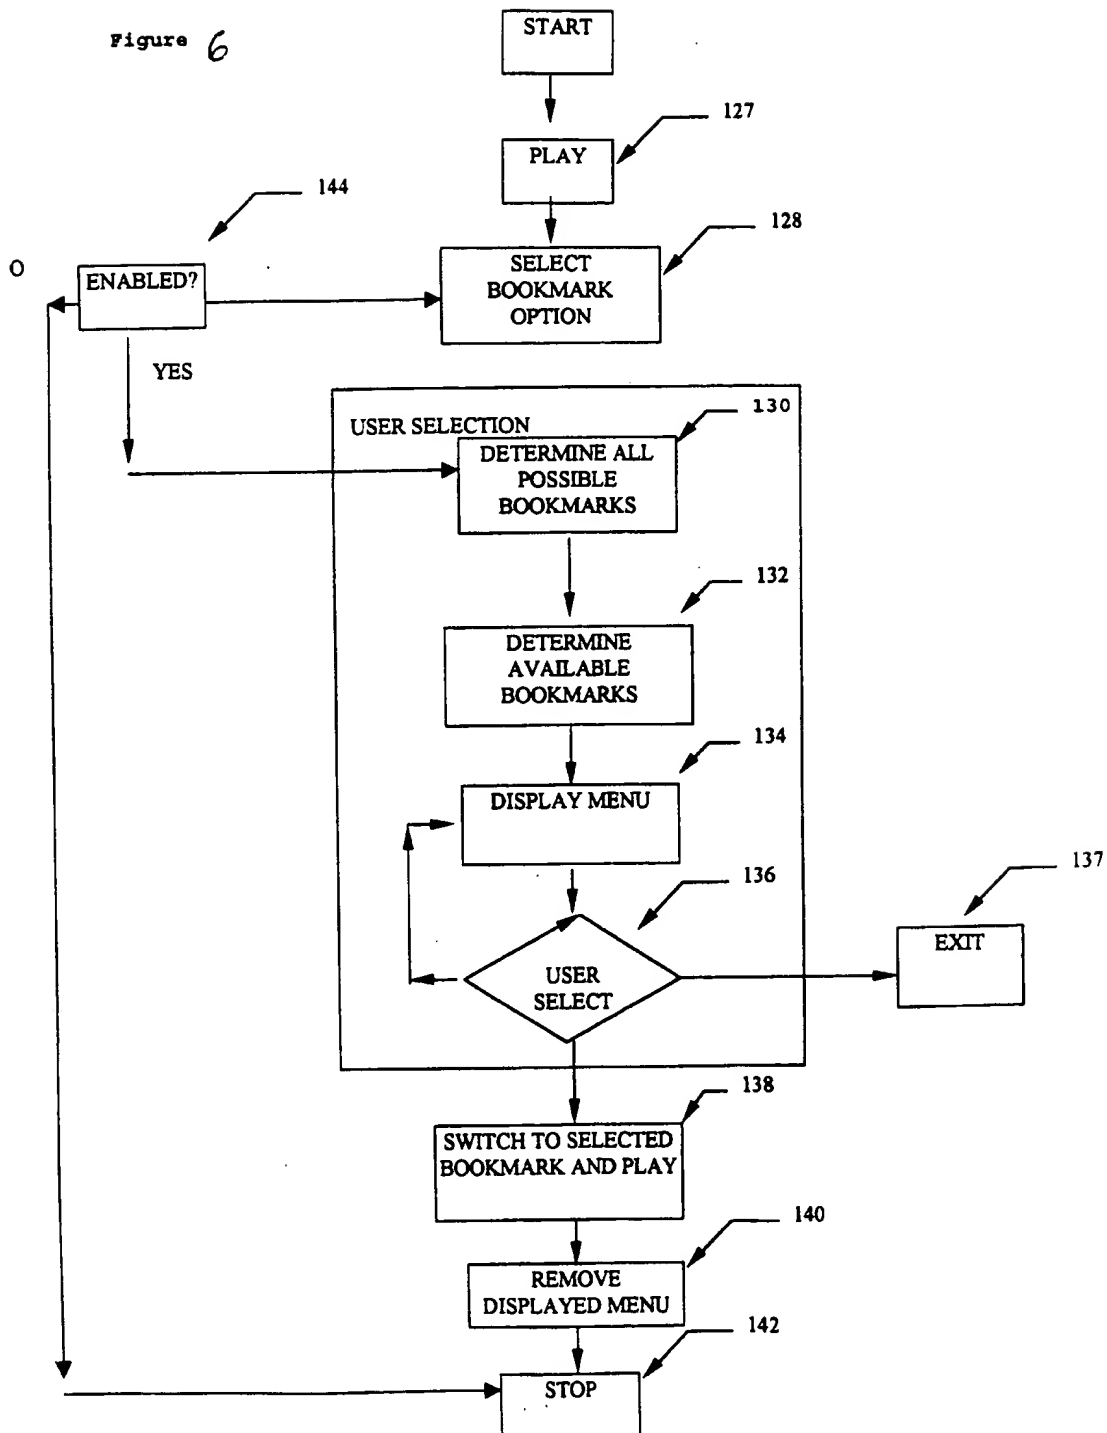 Figure 6
START
127
PLAY
144
128
O
ENABLED?
SELECT
BOOKMARK
OPTION
YES
130
USER SELECTION
DETERMINE ALL
POSSIBLE
BOOKMARKS
132
DETERMINE
AVAILABLE
BOOKMARKS
134
DISPLAY MENU
136
137
EXIT
USER
SELECT
138
SWITCH TO SELECTED
BOOKMARK AND PLAY
140
REMOVE
DISPLAYED MENU
142
STOP